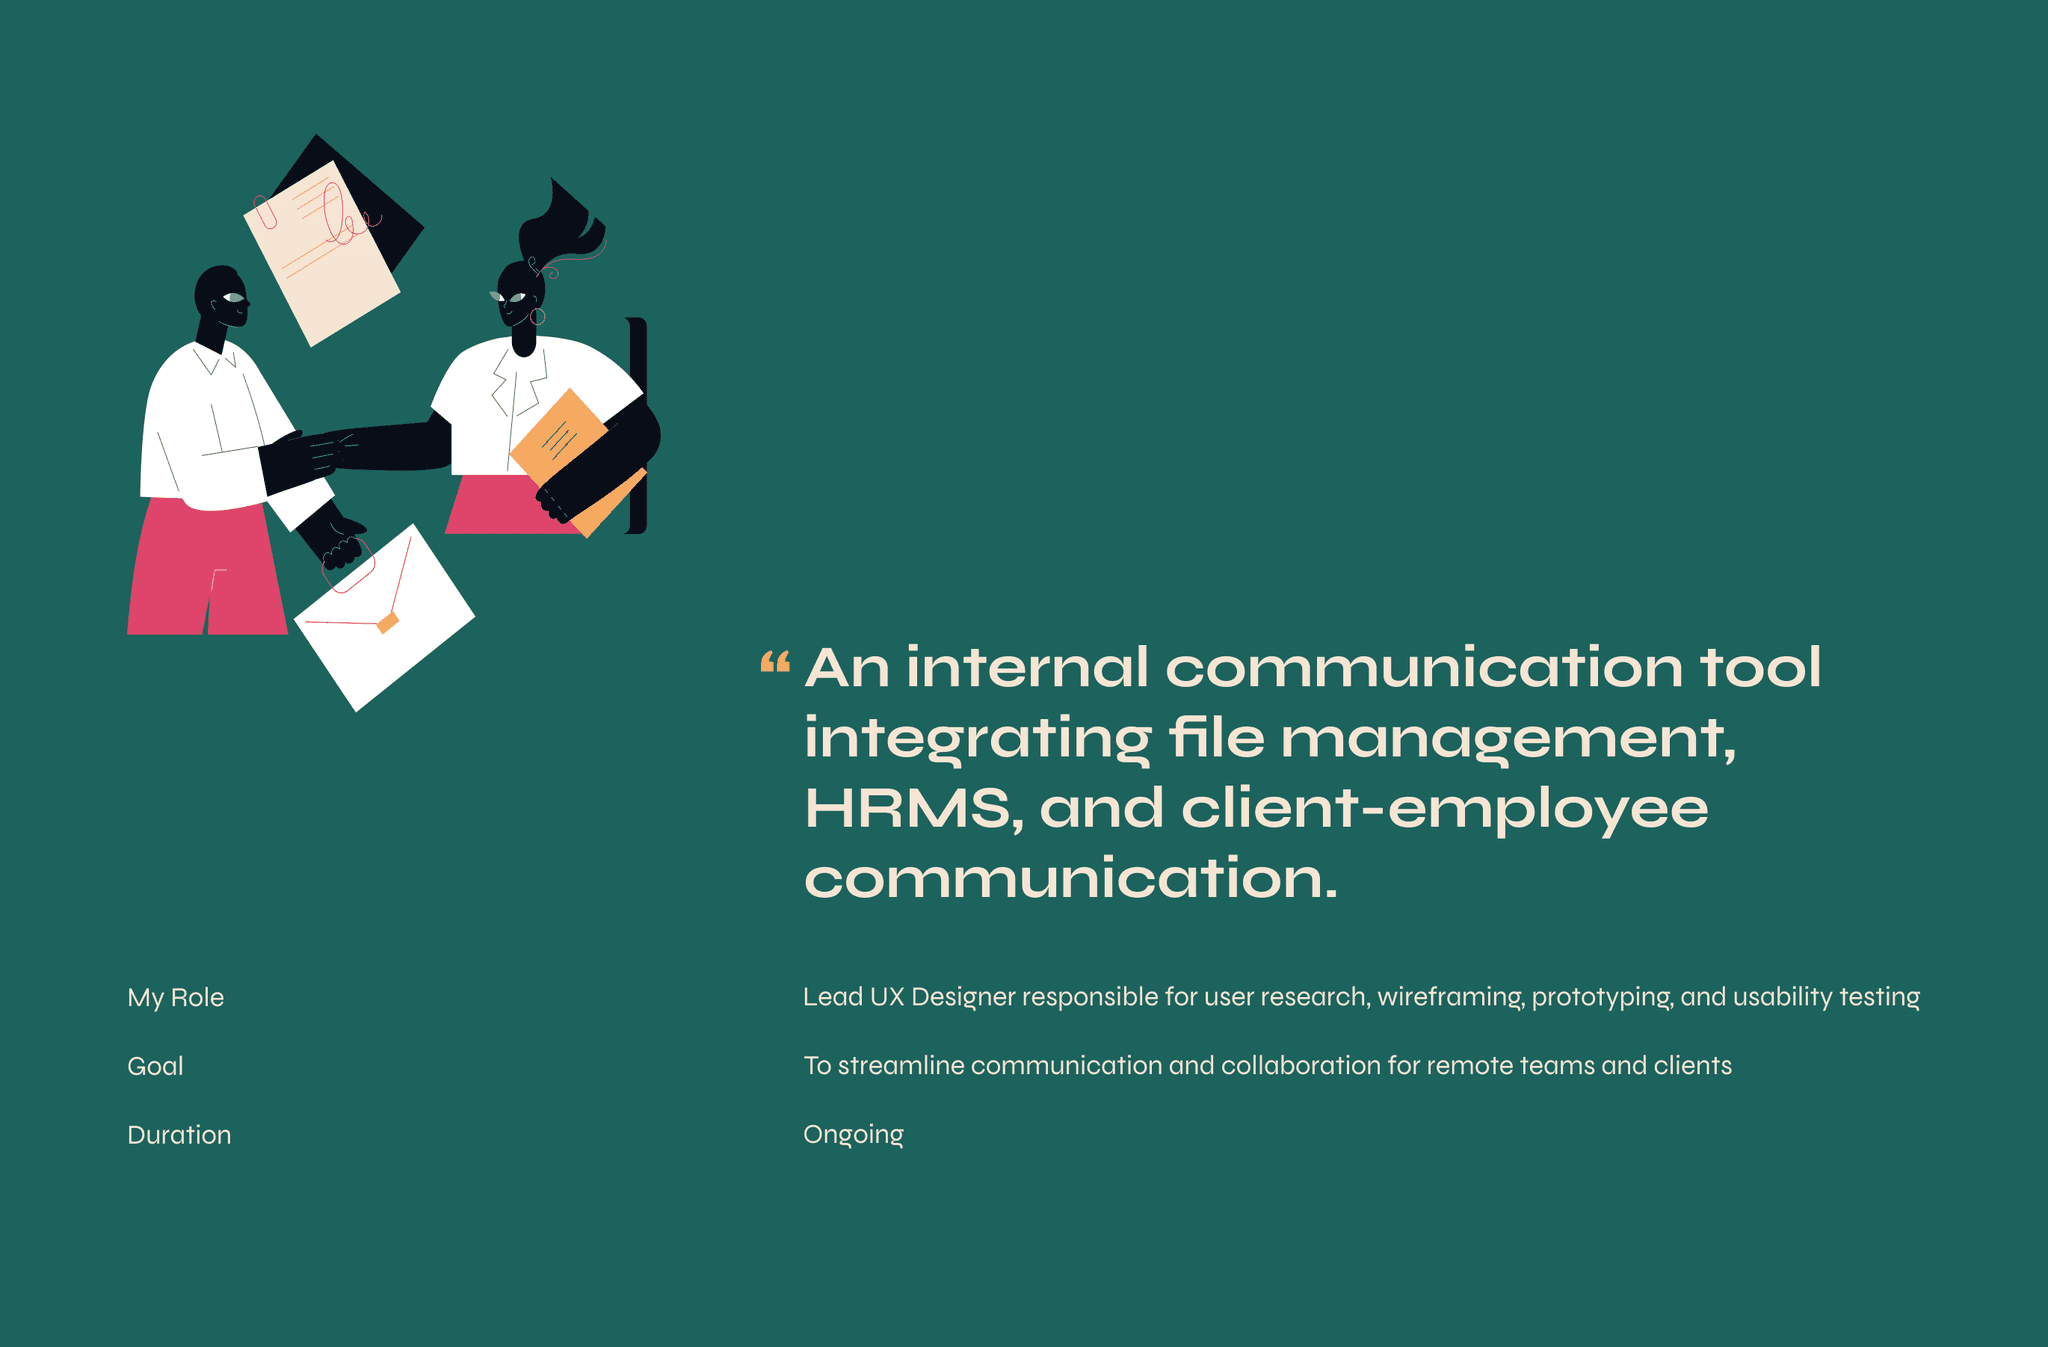 “ An internal communication tool
integrating file management,
HRMS, and client-employee
communication.
My Role
Lead UX Designer responsible for user research, wireframing, prototyping, and usability testing
Goal
To streamline communication and collaboration for remote teams and clients
Duration
Ongoing